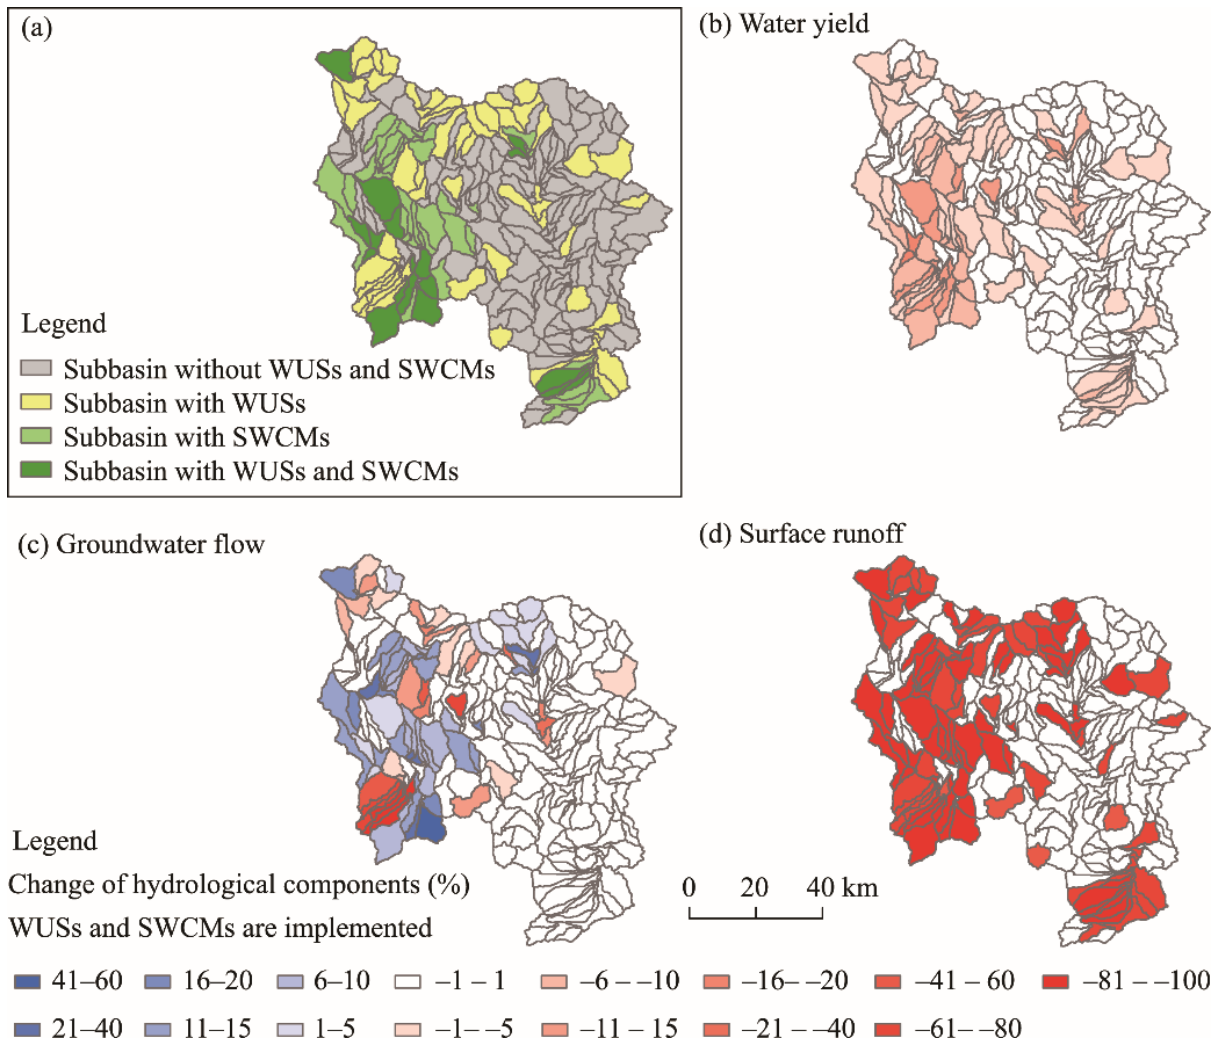 (a)
(b) Water yield
Legend
Subbasin without WUSs and SWCMs
Subbasin with WUSs
Subbasin with SWCMs
Subbasin with WUSs and SWCMs
(c) Groundwater flow
(d) Surface runoff
Legend
Change of hydrological components (%)
WUSs and SWCMs are implemented
0 20 40 km
41–60 16–20 6–10 –1 – 1 –6 – –10 –16– –20 –41 – 60 –81 – –100
21–40 11–15 1–5 –1– –5 –11 – 15 –21 – –40 –61– –80